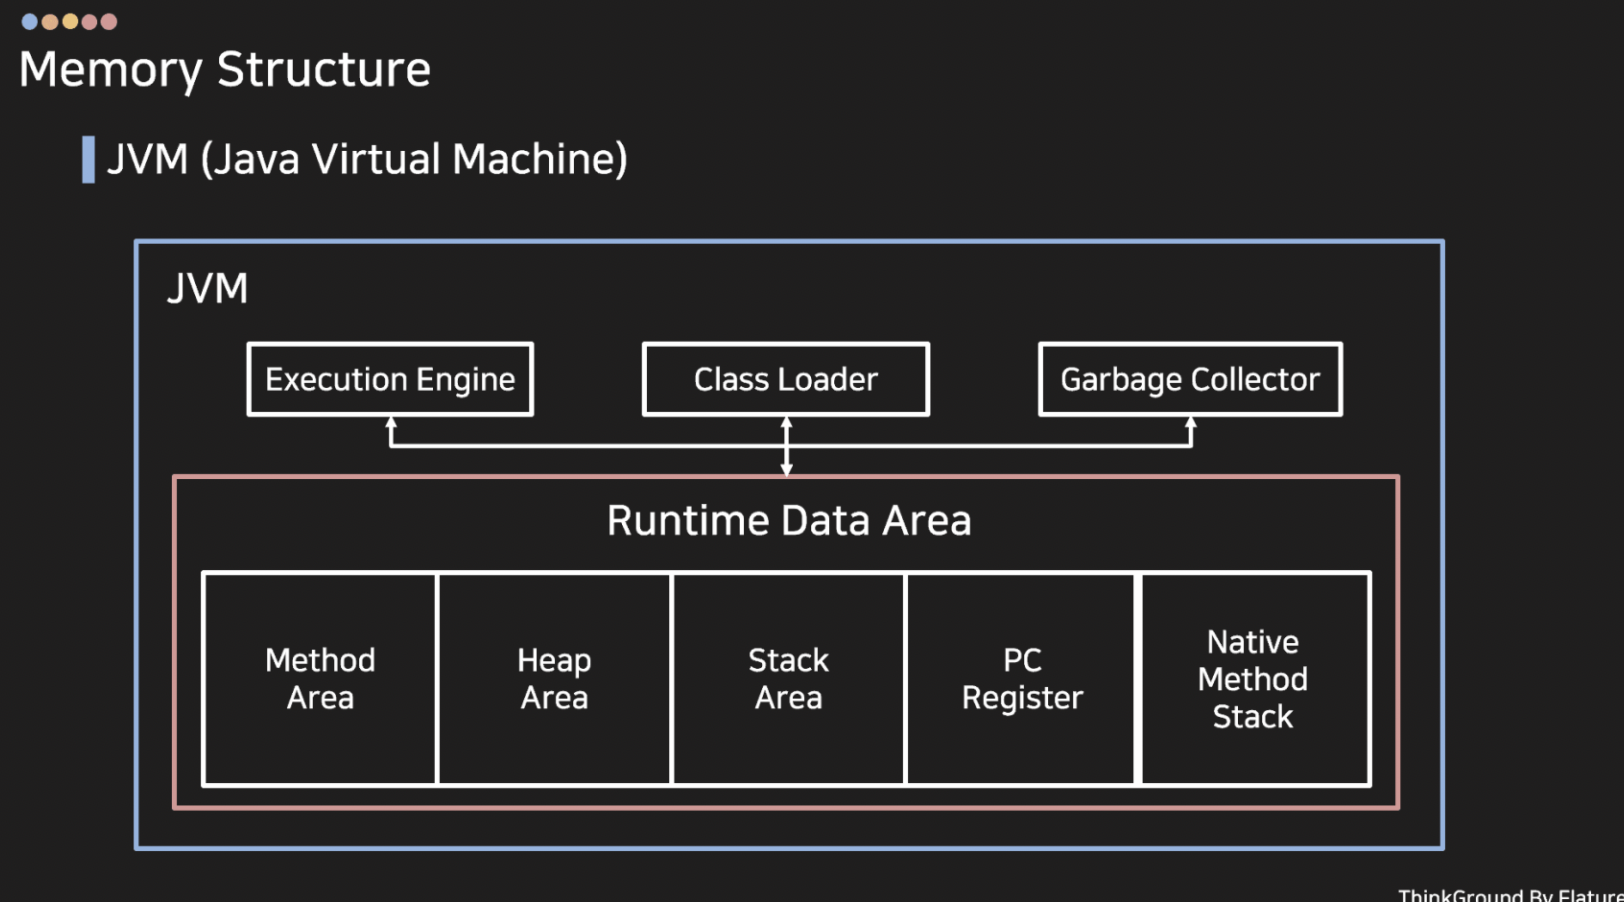 Memory Structure
JVM (Java Virtual Machine)
JVM
Execution Engine
Class Loader
Garbage Collector
Runtime Data Area
Method
Area
Heap
Area
Stack
Area
PC
Register
Native
Method
Stack
ThinkGround By Flature